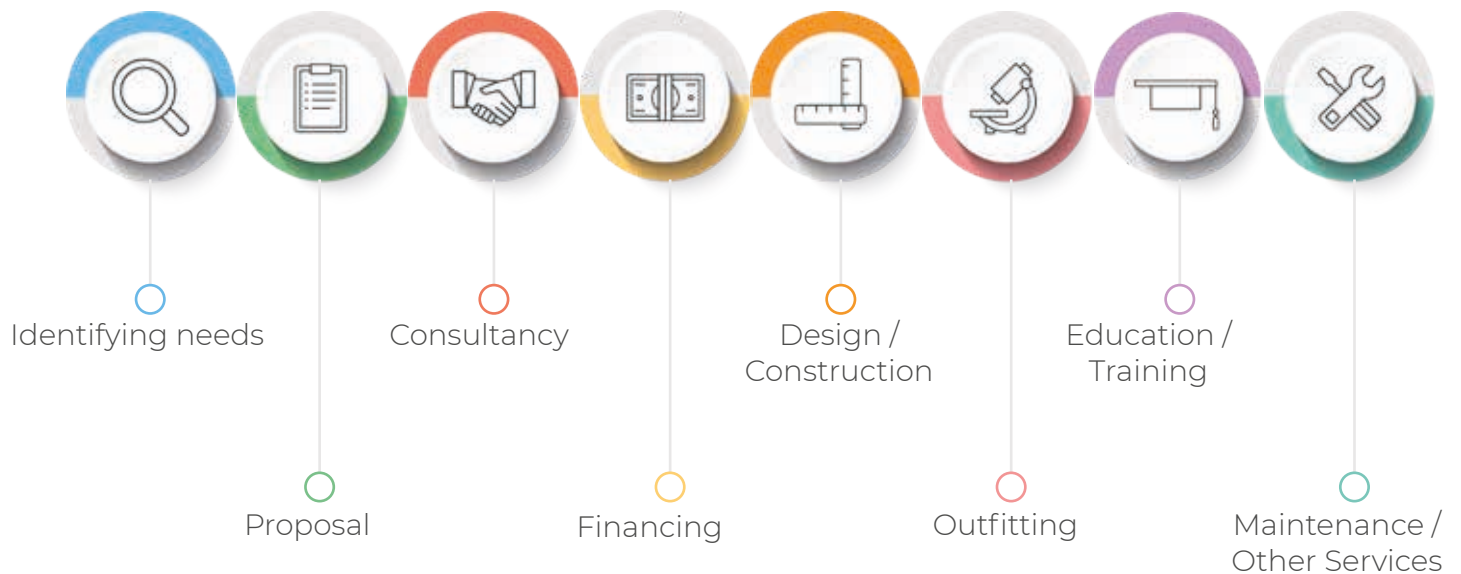 Identifying needs
Consultancy
Design /
Construction
Education /
Training
Proposal
Financing
Outfitting
Maintenance /
Other Services